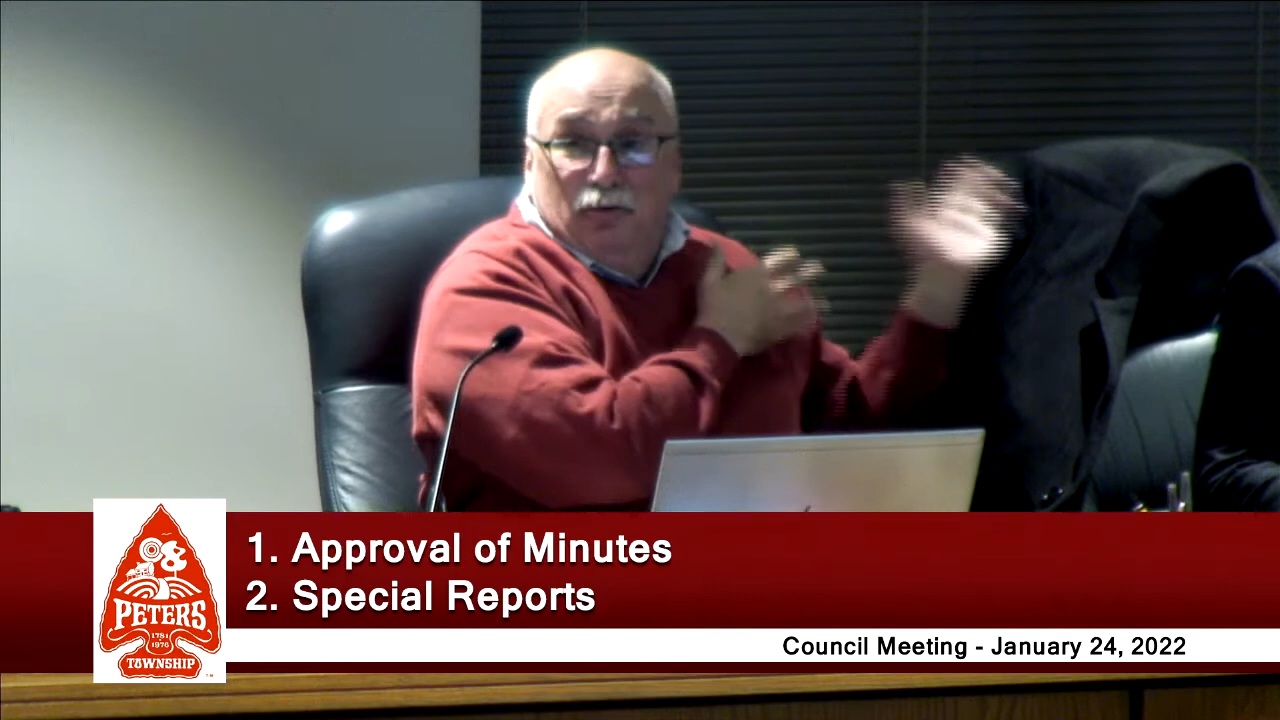 1. Approval of Minutes
2. Special Reports
Council Meeting - January 24, 2022
PETERS
1781
1976
TOWNSHIP